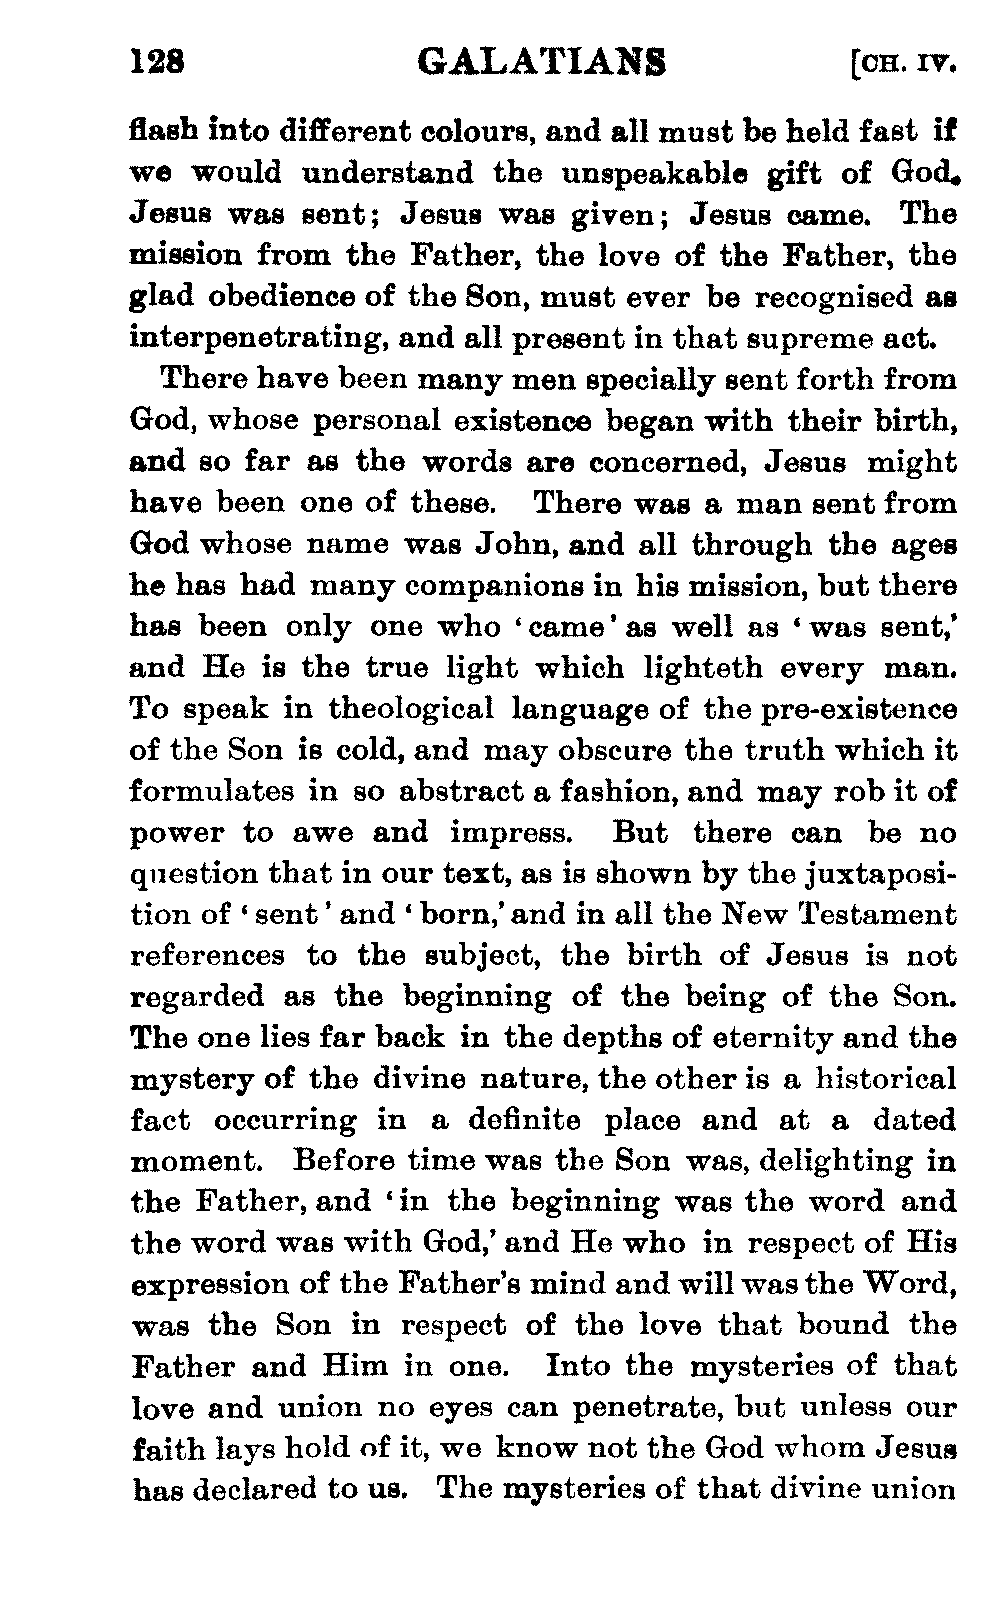 128 GALATIANS [CH. IV.
flash into different colours, and all must be held fast if
we would understand the unspeakable gift of God.
Jesus was sent; Jesus was given; Jesus came. The
mission from the Father, the love of the Father, the
glad obedience of the Son, must ever be recognised as
interpenetrating, and all present in that supreme act.
There have been many men specially sent forth from
God, whose personal existence began with their birth,
and so far as the words are concerned, Jesus might
have been one of these. There was a man sent from
God whose name was John, and all through the ages
he has had many companions in his mission, but there
has been only one who ‘came’ as well as ‘was sent,’
and He is the true light which lighteth every man.
To speak in theological language of the pre-existence
of the Son is cold, and may obscure the truth which it
formulates in so abstract a fashion, and may rob it of
power to awe and impress. But there can be no
question that in our text, as is shown by the juxtaposi-
tion of ‘sent’ and ‘born,’ and in all the New Testament
references to the subject, the birth of Jesus is not
regarded as the beginning of the being of the Son.
The one lies far back in the depths of eternity and the
mystery of the divine nature, the other is a historical
fact occurring in a definite place and at a dated
moment. Before time was the Son was, delighting in
the Father, and ‘in the beginning was the word and
the word was with God,’ and He who in respect of His
expression of the Father’s mind and will was the Word,
was the Son in respect of the love that bound the
Father and Him in one. Into the mysteries of that
love and union no eyes can penetrate, but unless our
faith lays hold of it, we know not the God whom Jesus
has declared to us. The mysteries of that divine union